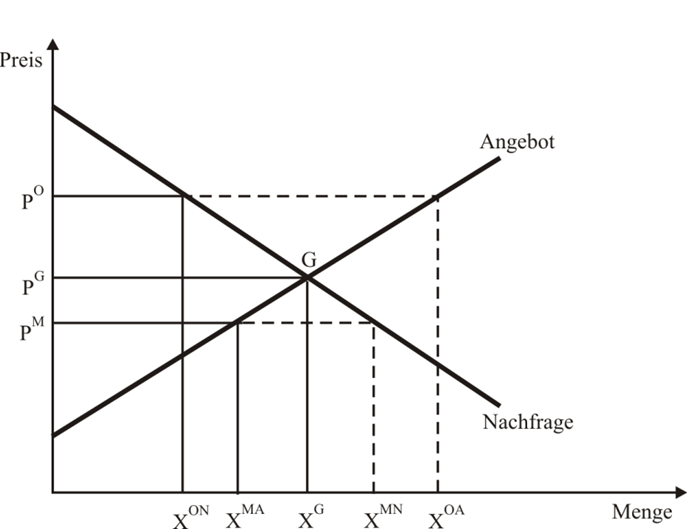 Preis
Angebot
P^O
G
P^G
P^M
Nachfrage
X^ON X^MA X^G X^MN X^OA
Menge